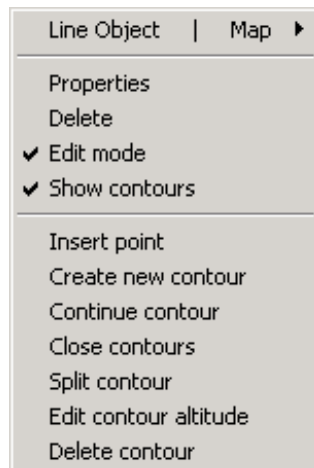 Line Object | Map
Properties
Delete
Edit mode
Show contours
Insert point
Create new contour
Continue contour
Close contours
Split contour
Edit contour altitude
Delete contour